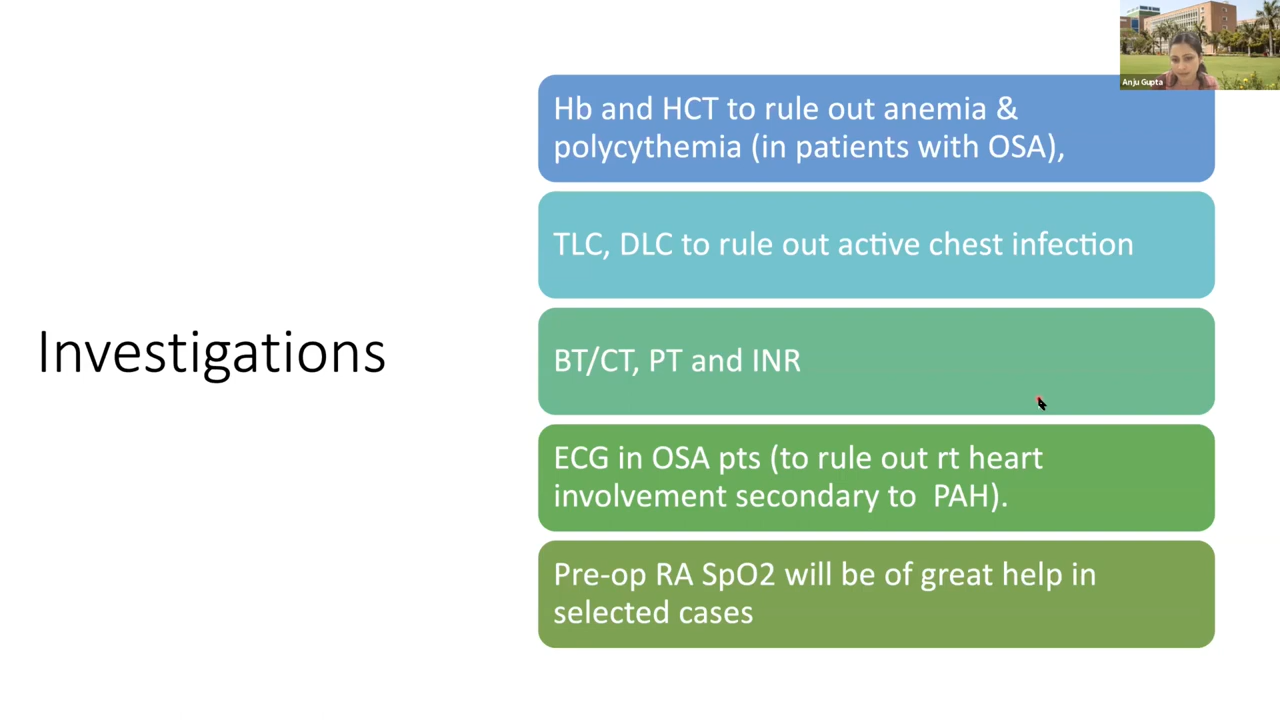 Anju Gupta
Hb and HCT to rule out anemia &
polycythemia (in patients with OSA),
TLC, DLC to rule out active chest infection
Investigations
BT/CT, PT and INR
ECG in OSA pts (to rule out rt heart
involvement secondary to  PAH).
Pre-op RA SpO2 will be of great help in
selected cases